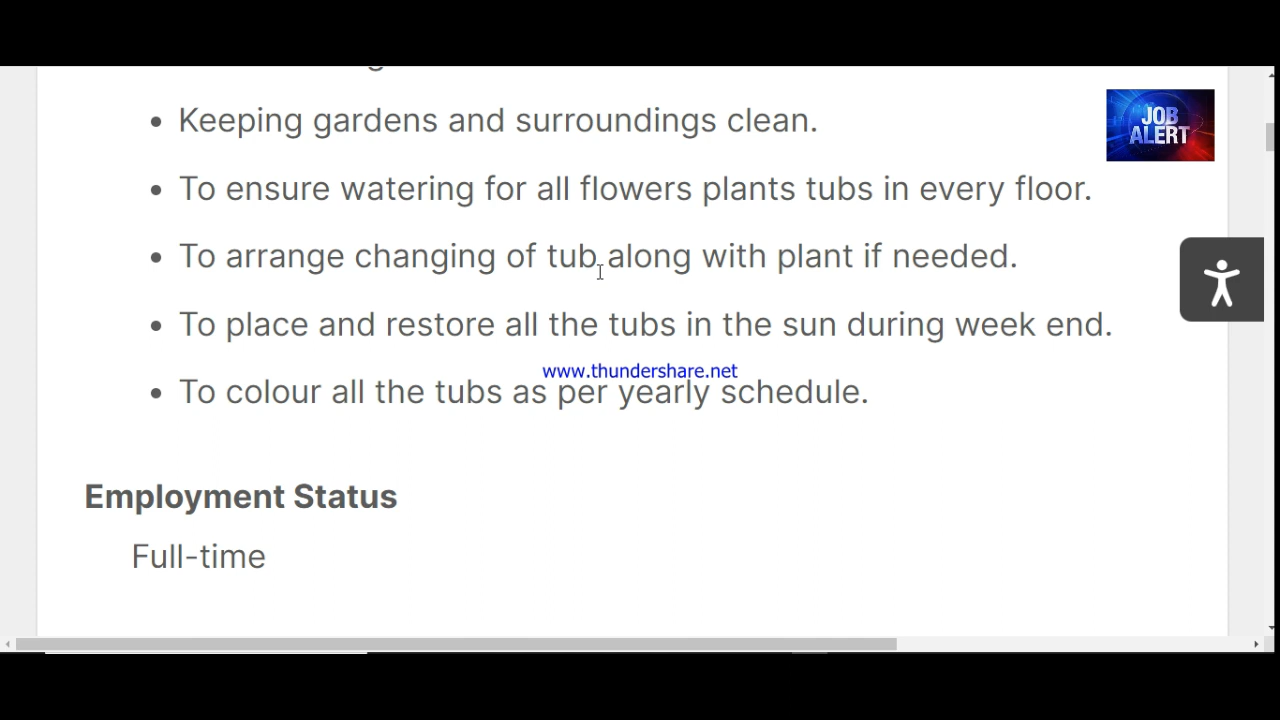 Keeping gardens and surroundings clean.
JOB
ALERT
To ensure watering for all flowers plants tubs in every floor.
To arrange changing of tub along with plant if needed.
To place and restore all the tubs in the sun during week end.
www.thundershare.net
To colour all the tubs as per yearly schedule.
Employment Status
Full-time